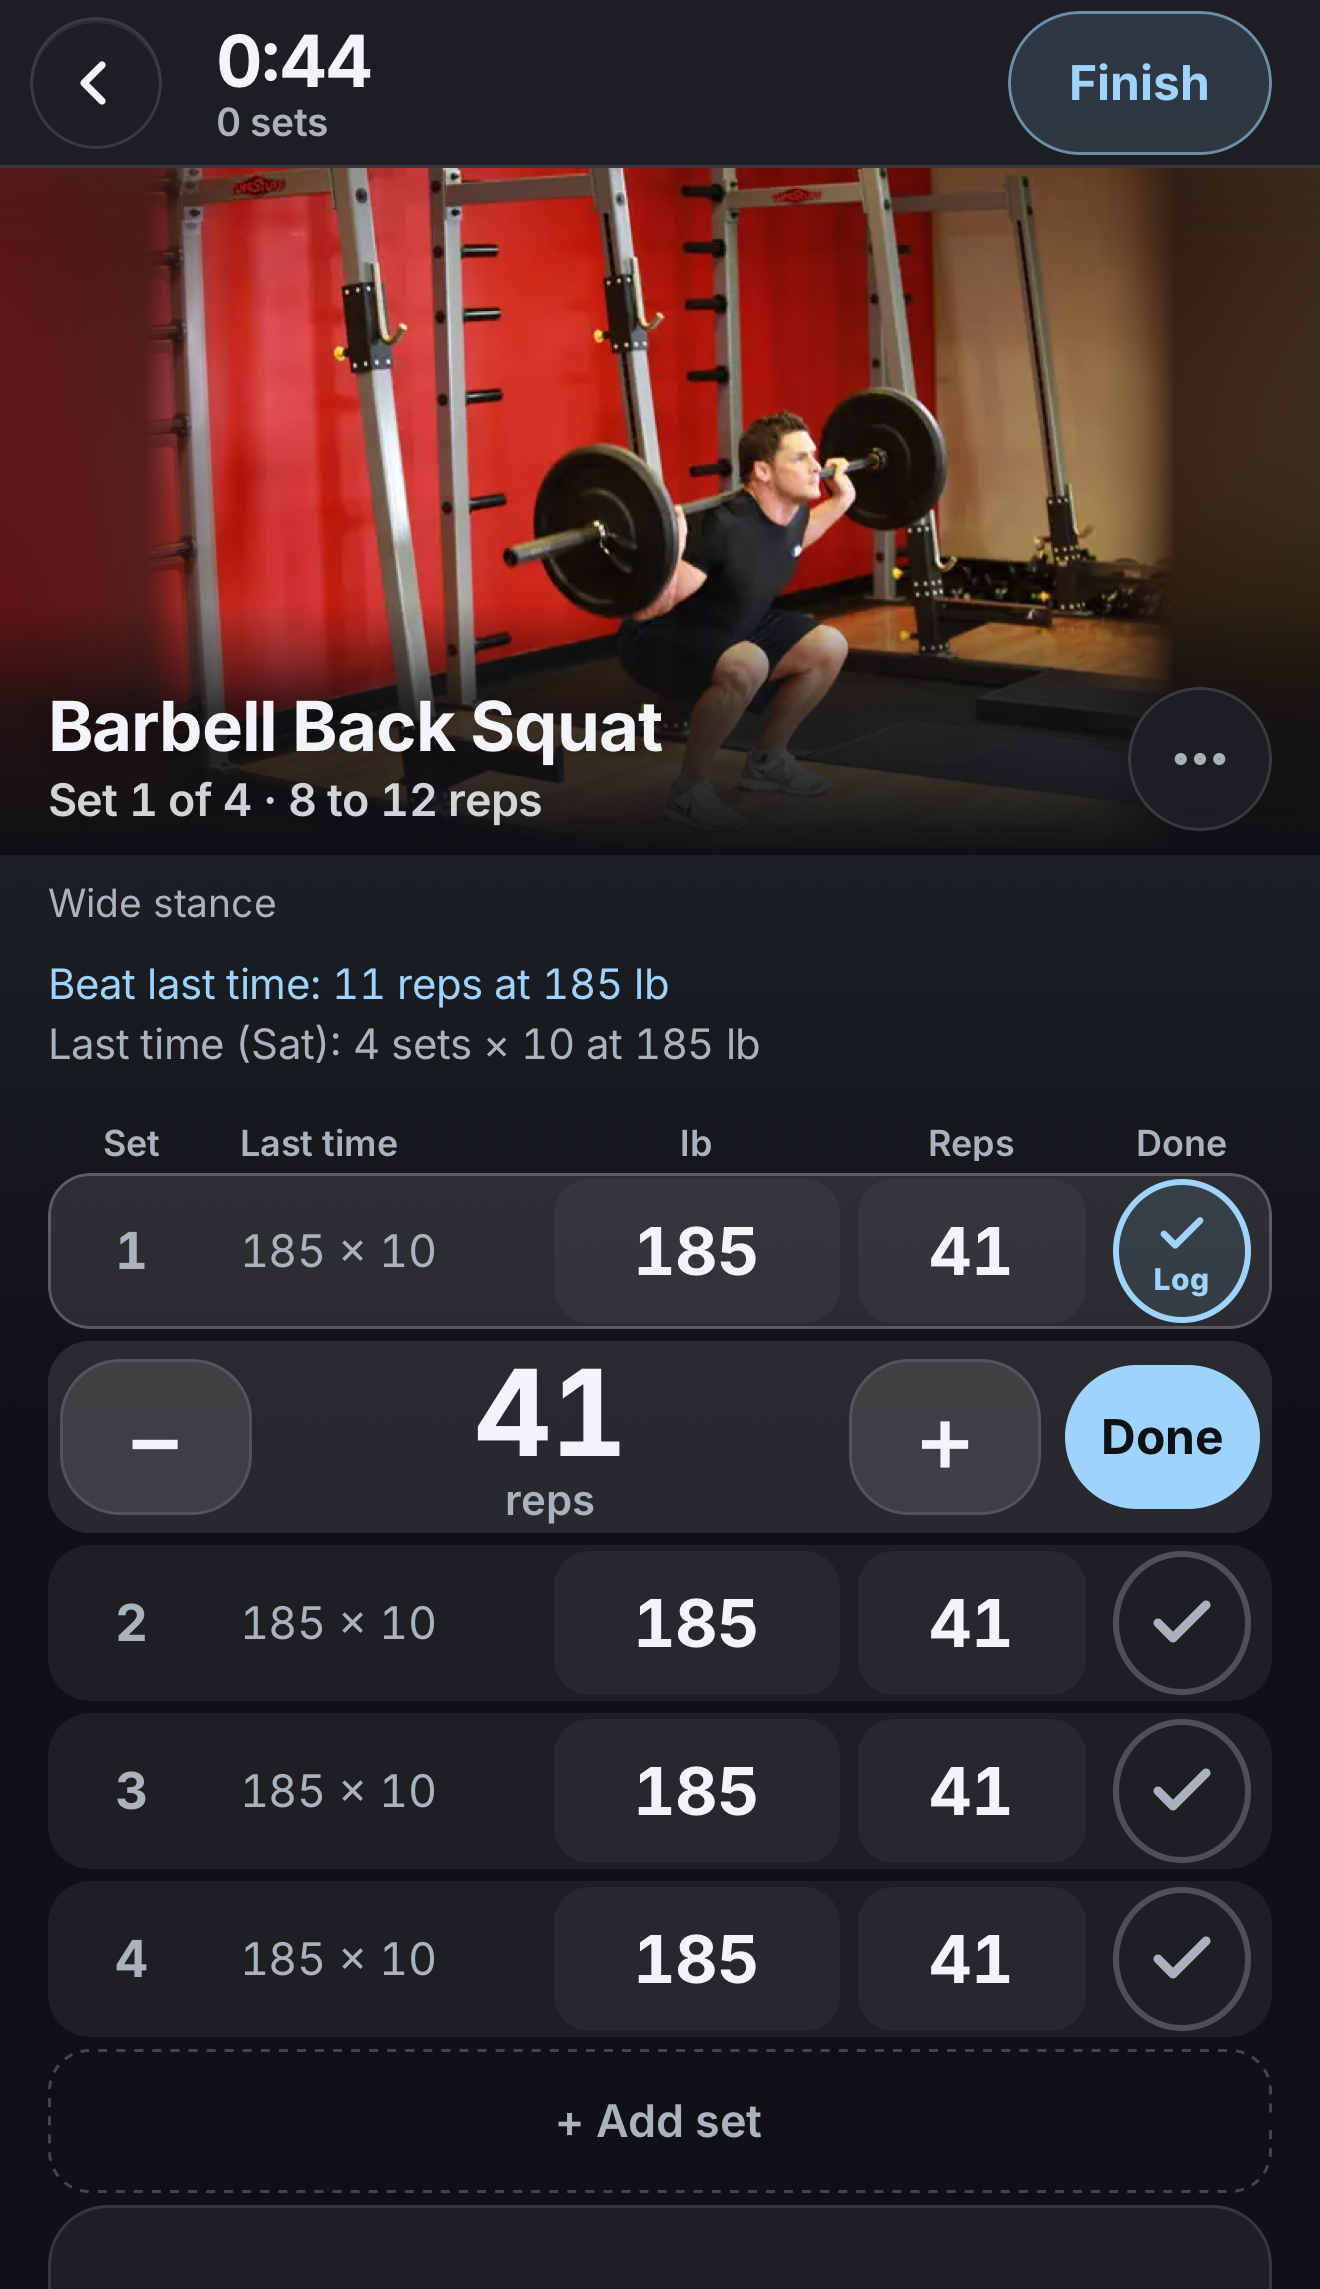 0:44
0 sets
Finish
Barbell Back Squat
Set 1 of 4 · 8 to 12 reps
Wide stance
Beat last time: 11 reps at 185 lb
Last time (Sat): 4 sets × 10 at 185 lb
Set Last time lb Reps Done
1 185 × 10 185 41 Log
− 41 + Done
reps
2 185 × 10 185 41
3 185 × 10 185 41
4 185 × 10 185 41
+ Add set